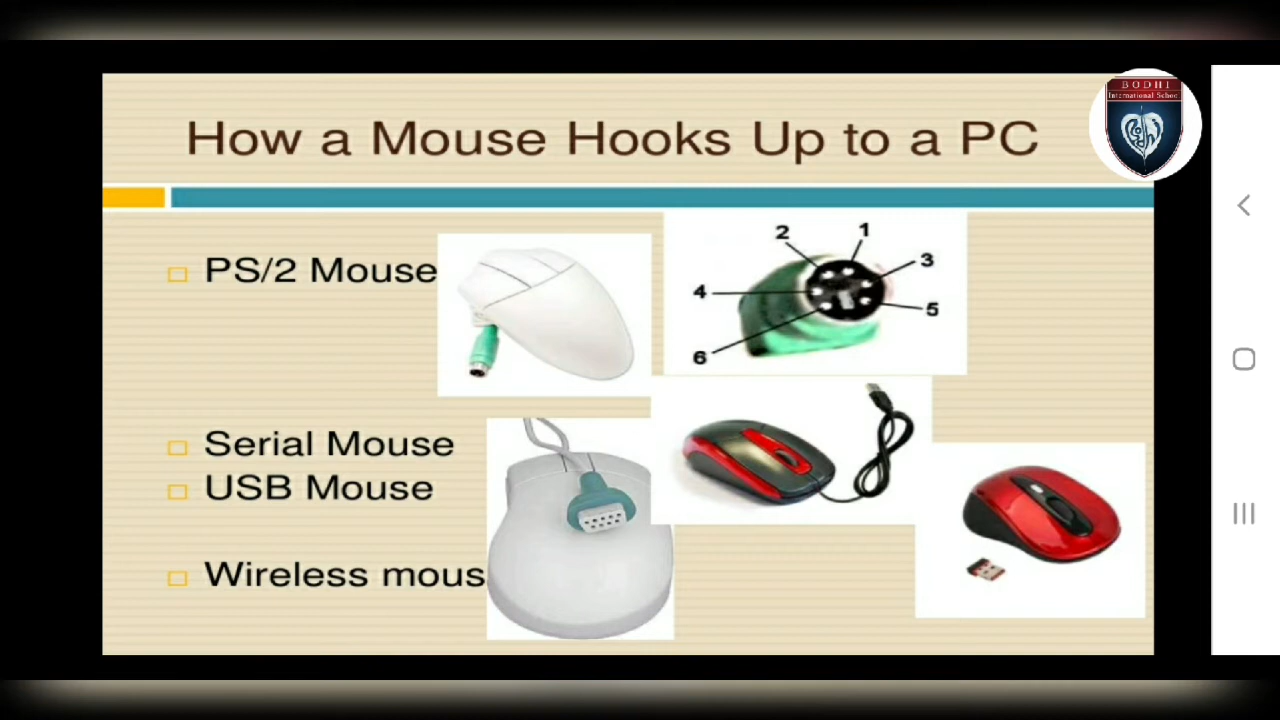 BODHI
International School
How a Mouse Hooks Up to a PC
PS/2 Mouse
2
1
3
4
5
6
Serial Mouse
USB Mouse
Wireless mous